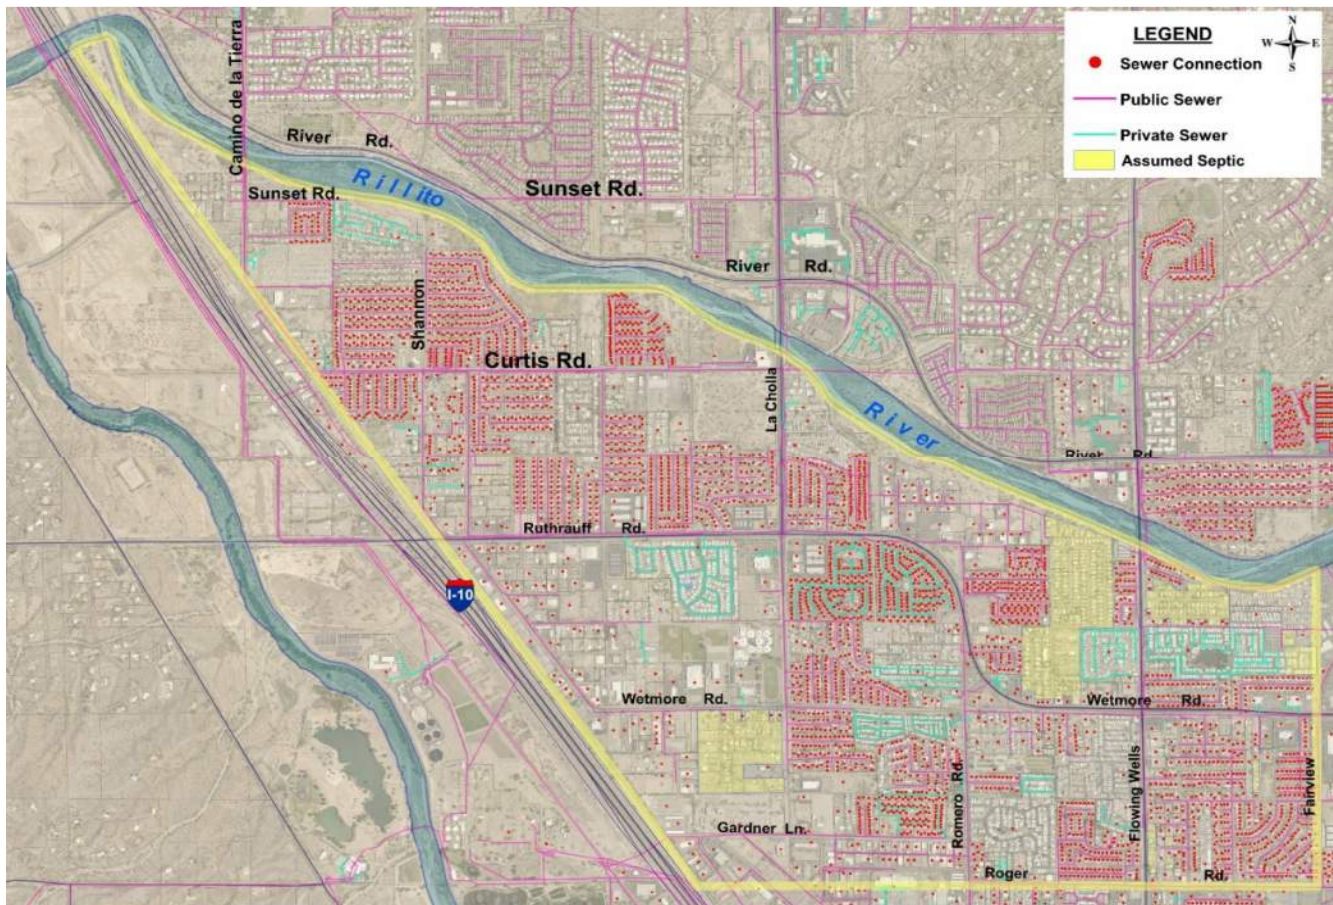 LEGEND
N
W
E
S
Sewer Connection
Public Sewer
Private Sewer
Assumed Septic
Camino de la Tierra
River Rd.
Sunset Rd.
Rillito
Sunset Rd.
River Rd.
Shannon
Curtis Rd.
La Cholla
River
River Rd.
Ruthrauff Rd.
I-10
Wetmore Rd.
Wetmore Rd.
Romero Rd.
Flowing Wells
Fairview
Gardner Ln.
Roger Rd.